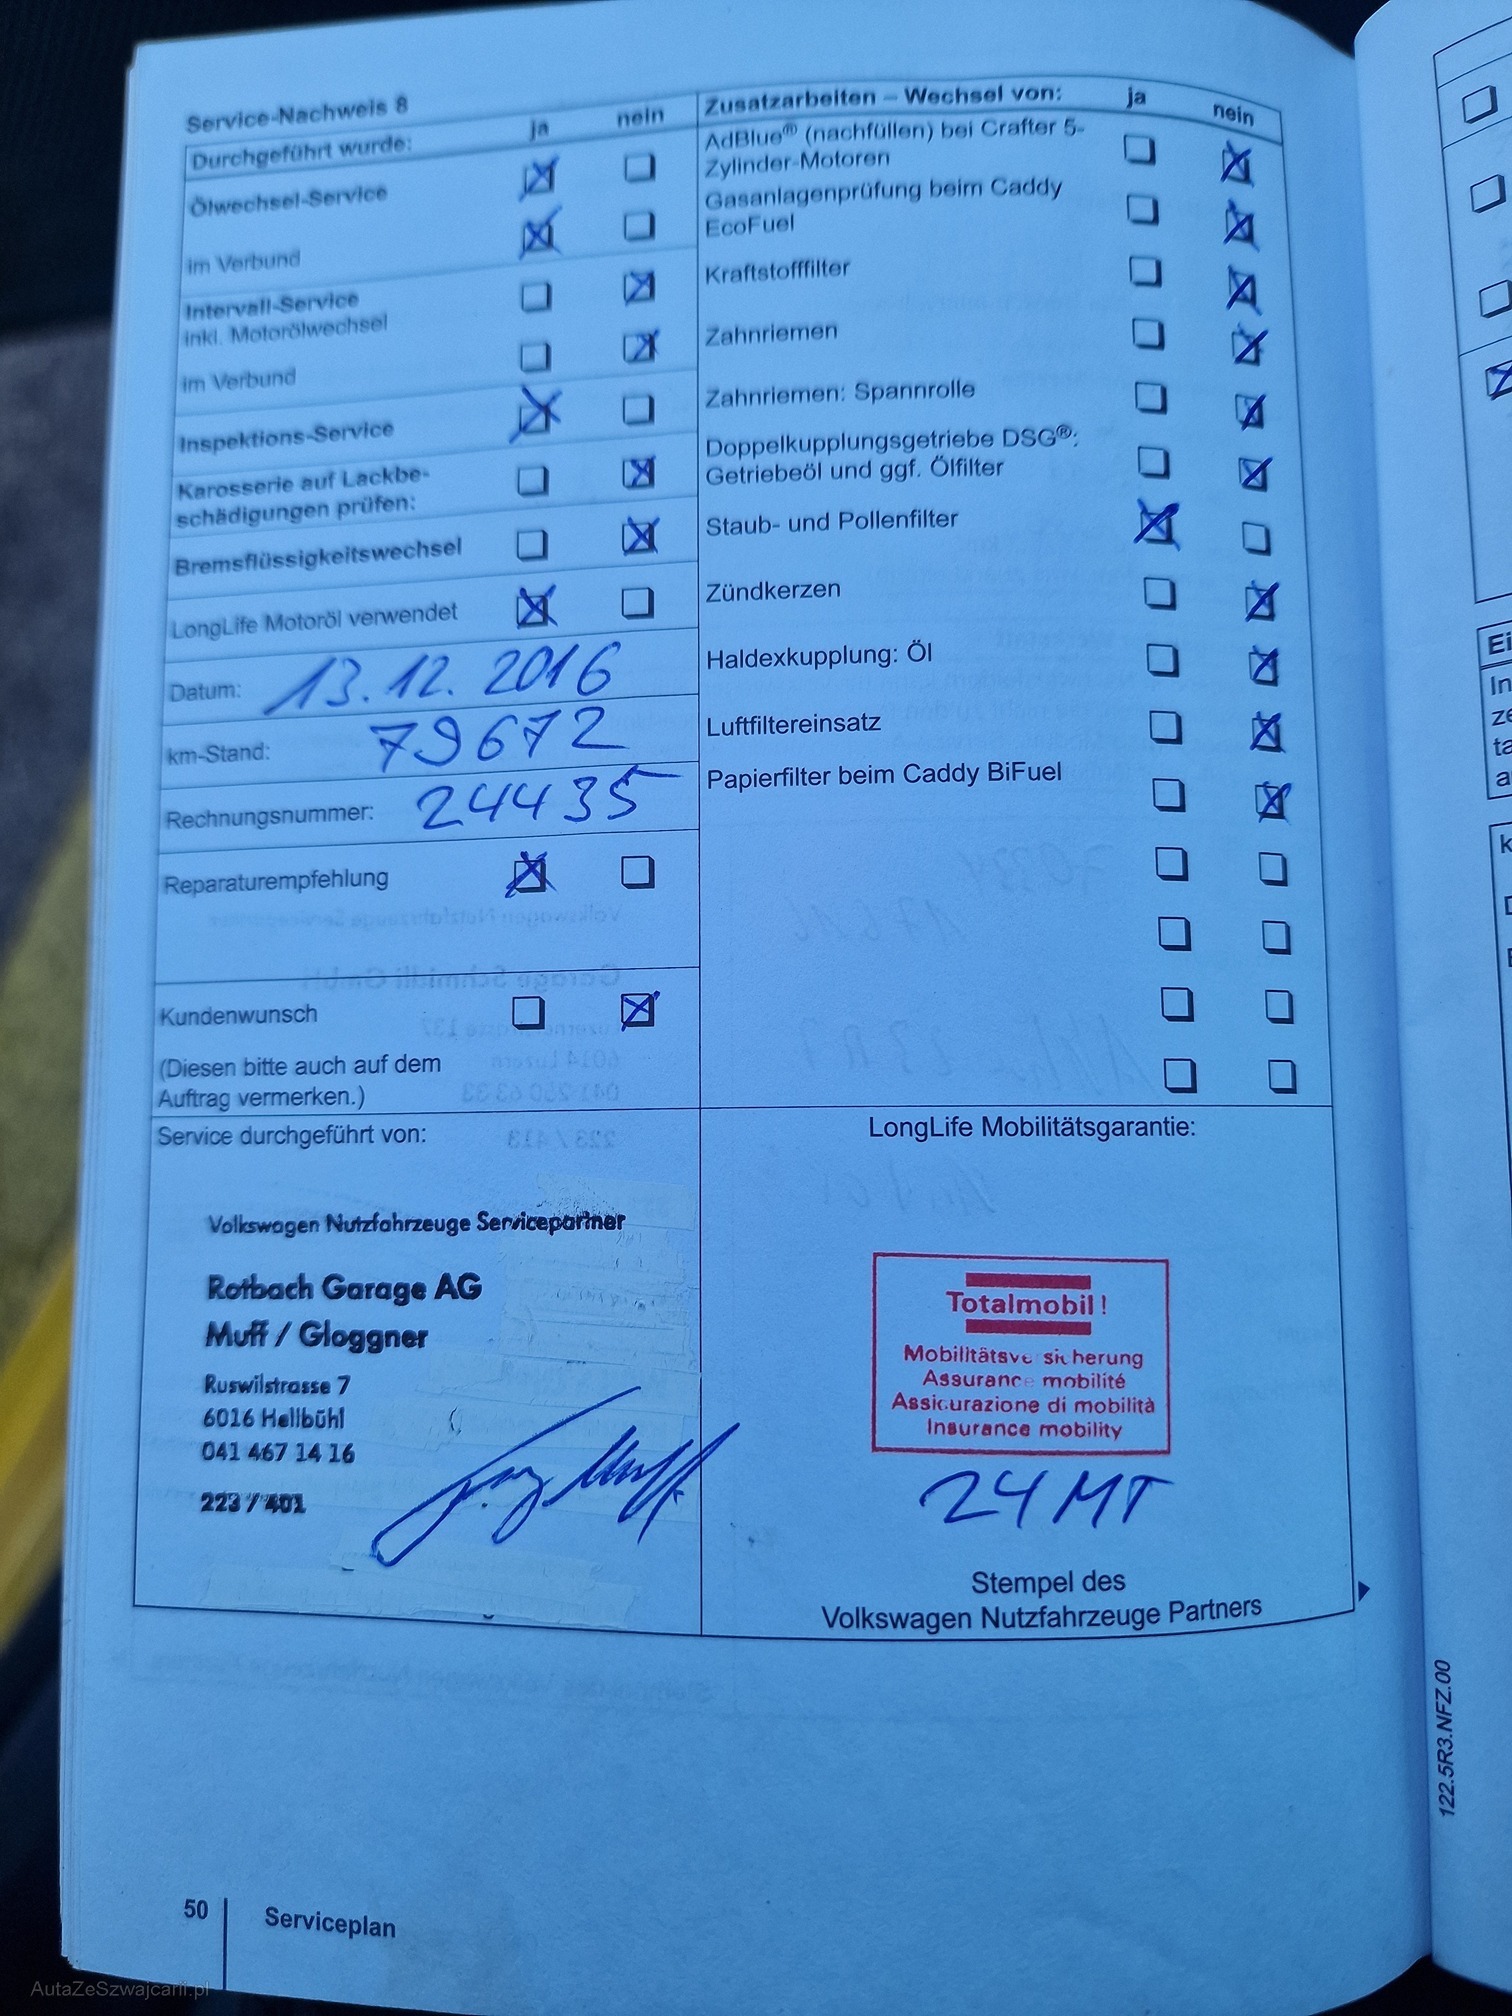 Service-Nachweis 8
Durchgeführt wurde: ja nein
Ölwechsel-Service
im Verbund
Intervall-Service
inkl. Motorölwechsel
im Verbund
Inspektions-Service
Karosserie auf Lackbe-
schädigungen prüfen:
Bremsflüssigkeitswechsel
LongLife Motoröl verwendet
Datum: 13.12.2016
km-Stand: 79672
Rechnungsnummer: 24435
Reparaturempfehlung
Kundenwunsch
(Diesen bitte auch auf dem
Auftrag vermerken.)
Zusatzarbeiten – Wechsel von: ja nein
AdBlue® (nachfüllen) bei Crafter 5-
Zylinder-Motoren
Gasanlagenprüfung beim Caddy
EcoFuel
Kraftstofffilter
Zahnriemen
Zahnriemen: Spannrolle
Doppelkupplungsgetriebe DSG®:
Getriebeöl und ggf. Ölfilter
Staub- und Pollenfilter
Zündkerzen
Haldexkupplung: Öl
Luftfiltereinsatz
Papierfilter beim Caddy BiFuel
Service durchgeführt von:
Volkswagen Nutzfahrzeuge Servicepartner
Rotbach Garage AG
Muff / Gloggner
Ruswilstrasse 7
6016 Hellbühl
041 467 14 16
223 / 401
LongLife Mobilitätsgarantie:
Totalmobil!
Mobilitätsversicherung
Assurance mobilité
Assicurazione di mobilità
Insurance mobility
24 MT
Stempel des
Volkswagen Nutzfahrzeuge Partners
122.5R3.NFZ.00
50 Serviceplan
AutaZeSzwajcarii.pl